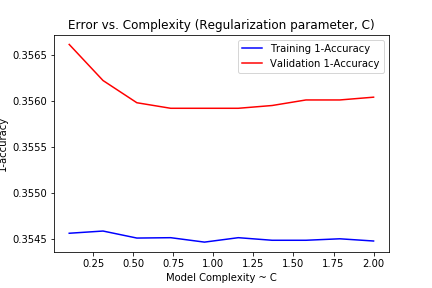 Error vs. Complexity (Regularization parameter, C)
Training 1-Accuracy
Validation 1-Accuracy
1-accuracy
0.3565
0.3560
0.3555
0.3550
0.3545
0.25 0.50 0.75 1.00 1.25 1.50 1.75 2.00
Model Complexity ~ C